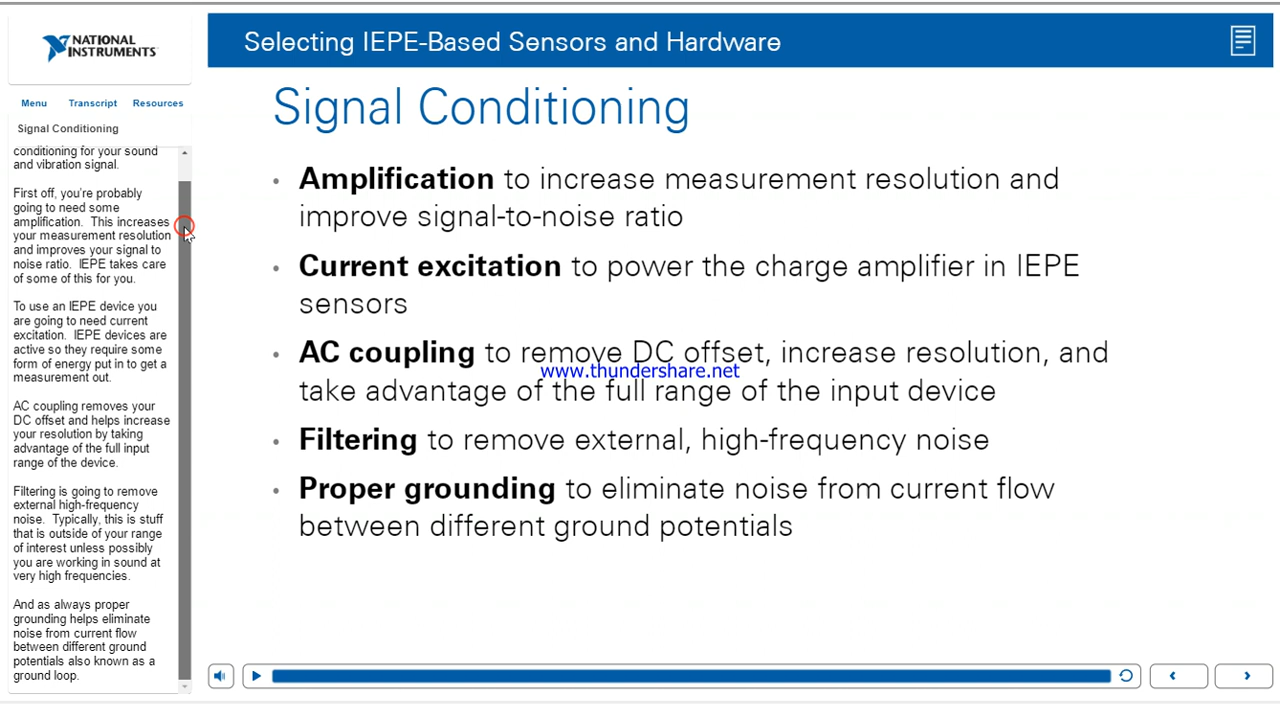 NATIONAL
INSTRUMENTS
Menu Transcript Resources
Signal Conditioning
conditioning for your sound
and vibration signal.
First off, you're probably
going to need some
amplification. This increases
your measurement resolution
and improves your signal to
noise ratio. IEPE takes care
of some of this for you.
To use an IEPE device you
are going to need current
excitation. IEPE devices are
active so they require some
form of energy put in to get a
measurement out.
AC coupling removes your
DC offset and helps increase
your resolution by taking
advantage of the full input
range of the device.
Filtering is going to remove
external high-frequency
noise. Typically, this is stuff
that is outside of your range
of interest unless possibly
you are working in sound at
very high frequencies.
And as always proper
grounding helps eliminate
noise from current flow
between different ground
potentials also known as a
ground loop.
Selecting IEPE-Based Sensors and Hardware
Signal Conditioning
• Amplification to increase measurement resolution and
improve signal-to-noise ratio
• Current excitation to power the charge amplifier in IEPE
sensors
• AC coupling to remove DC offset, increase resolution, and
www.thundershare.net
take advantage of the full range of the input device
• Filtering to remove external, high-frequency noise
• Proper grounding to eliminate noise from current flow
between different ground potentials